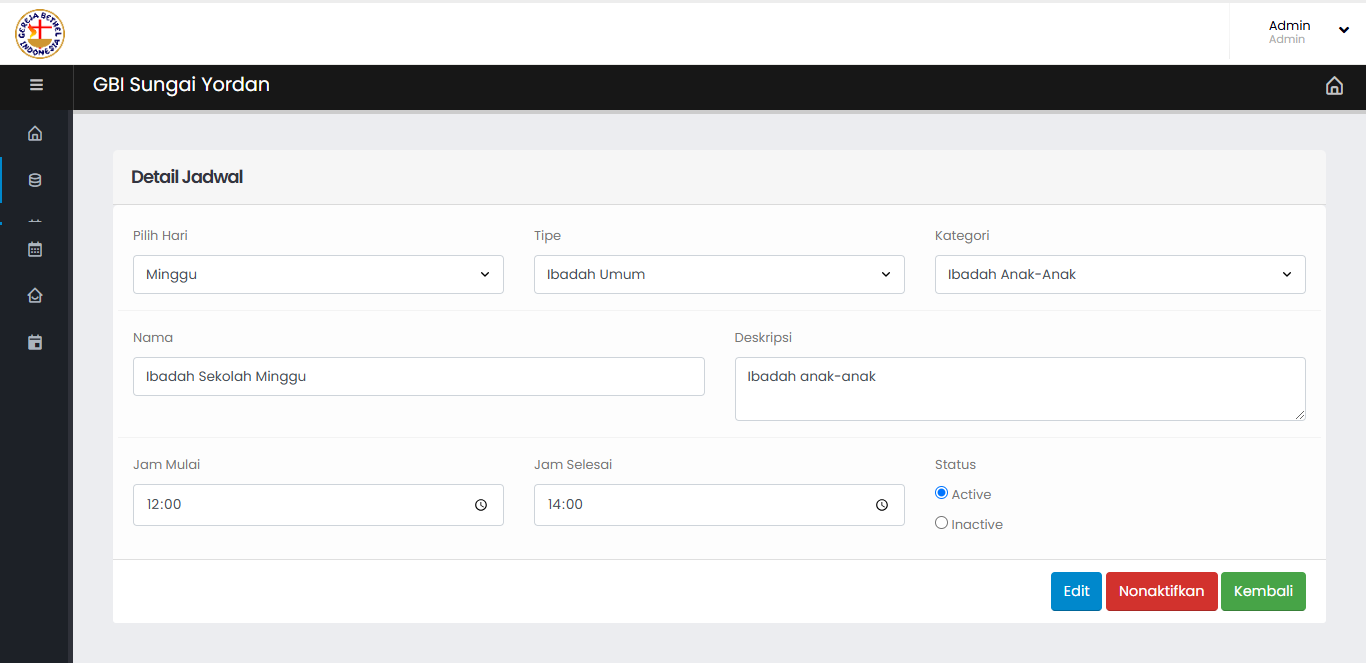 GEREJA BETHEL INDONESIA
Admin
Admin
GBI Sungai Yordan
Detail Jadwal
Pilih Hari
Tipe
Kategori
Minggu
Ibadah Umum
Ibadah Anak-Anak
Nama
Deskripsi
Ibadah Sekolah Minggu
Ibadah anak-anak
Jam Mulai
Jam Selesai
Status
12:00
14:00
Active
Inactive
Edit
Nonaktifkan
Kembali